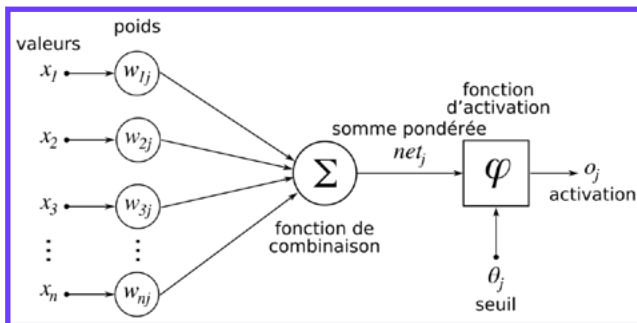 valeurs
poids
x₁
w₁ⱼ
x₂
w₂ⱼ
x₃
w₃ⱼ
⋮ ⋮
⋮
xₙ
wₙⱼ
Σ
fonction de
combinaison
somme pondérée
netⱼ
fonction
d'activation
φ
oⱼ
activation
θⱼ
seuil